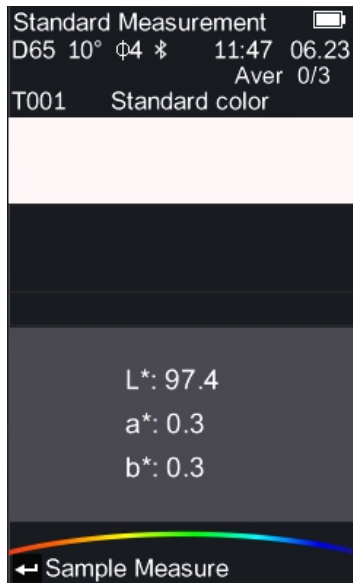 Standard Measurement
D65 10° ϕ4 11:47 06.23
Aver 0/3
T001 Standard color
L*: 97.4
a*: 0.3
b*: 0.3
Sample Measure